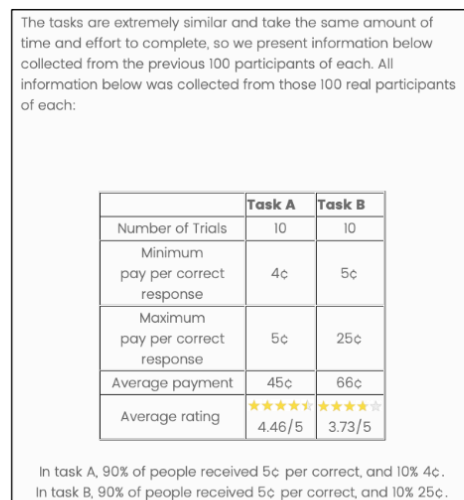 The tasks are extremely similar and take the same amount of
time and effort to complete, so we present information below
collected from the previous 100 participants of each. All
information below was collected from those 100 real participants
of each:
Task A Task B
Number of Trials 10 10
Minimum
pay per correct 4¢ 5¢
response
Maximum
pay per correct 5¢ 25¢
response
Average payment 45¢ 66¢
Average rating
4.46/5 3.73/5
In task A, 90% of people received 5¢ per correct, and 10% 4¢.
In task B, 90% of people received 5¢ per correct, and 10% 25¢.